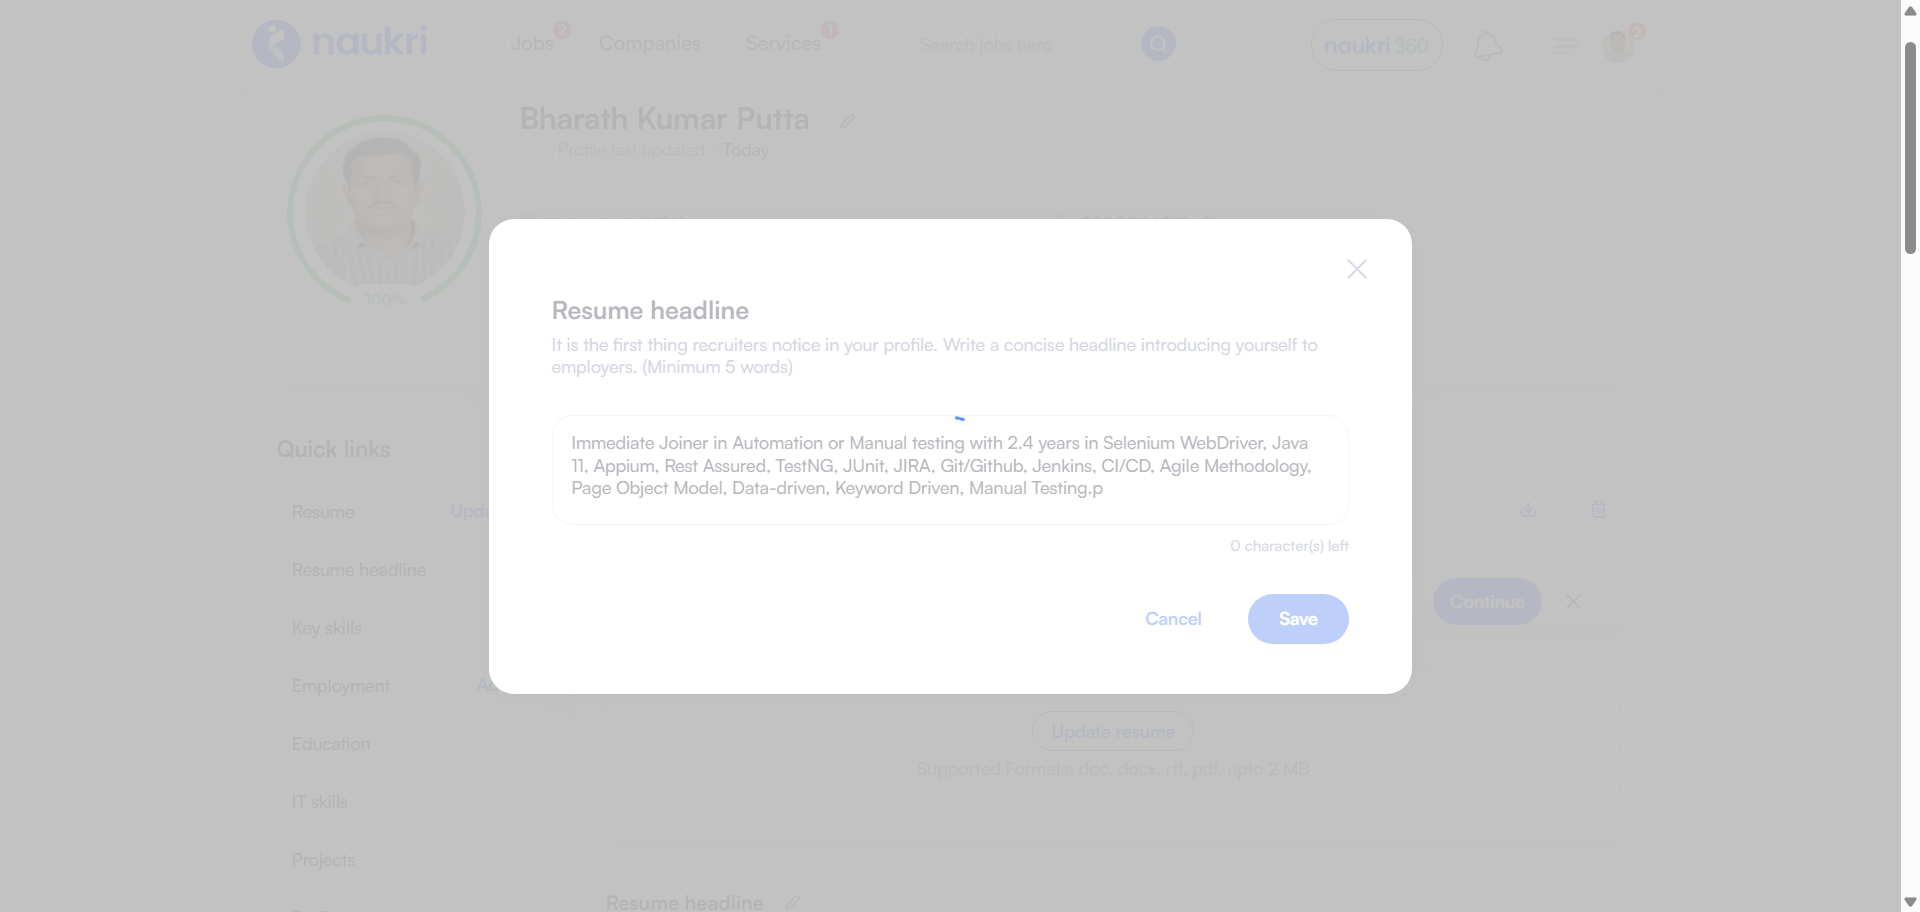 naukri
Jobs
2
Companies
Services
1
Search jobs here
naukri 360
2
Bharath Kumar Putta
Profile last updated - Today
100%
Resume headline
It is the first thing recruiters notice in your profile. Write a concise headline introducing yourself to
employers. (Minimum 5 words)
Immediate Joiner in Automation or Manual testing with 2.4 years in Selenium WebDriver, Java
11, Appium, Rest Assured, TestNG, JUnit, JIRA, Git/Github, Jenkins, CI/CD, Agile Methodology,
Page Object Model, Data-driven, Keyword Driven, Manual Testing.p
0 character(s) left
Cancel
Save
Quick links
Resume
Resume headline
Key skills
Employment
Education
IT skills
Projects
Continue
Update resume
Supported Formats: doc, docx, rtf, pdf, upto 2 MB
Resume headline